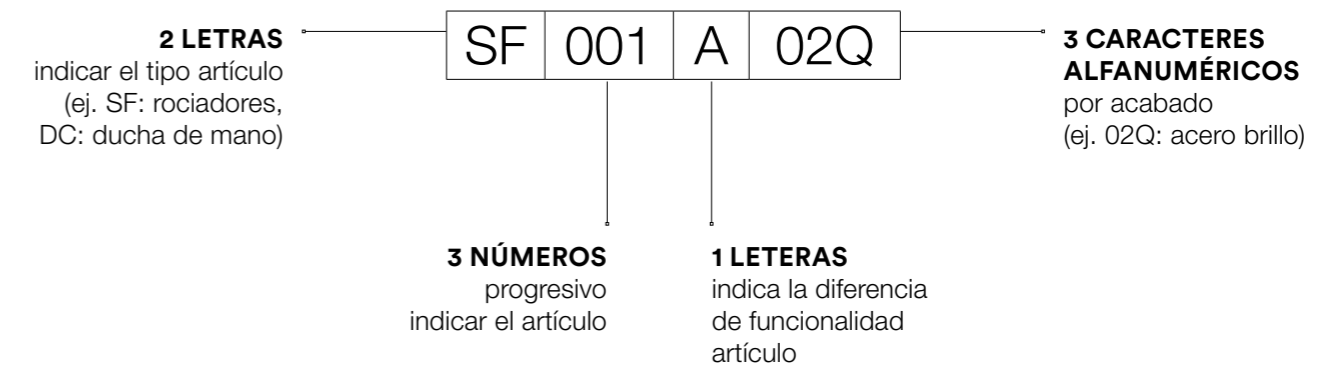 SF 001 A 02Q
2 LETRAS
indicar el tipo artículo
(ej. SF: rociadores,
DC: ducha de mano)
3 CARACTERES
ALFANUMÉRICOS
por acabado
(ej. 02Q: acero brillo)
3 NÚMEROS
progresivo
indicar el artículo
1 LETERAS
indica la diferencia
de funcionalidad
artículo